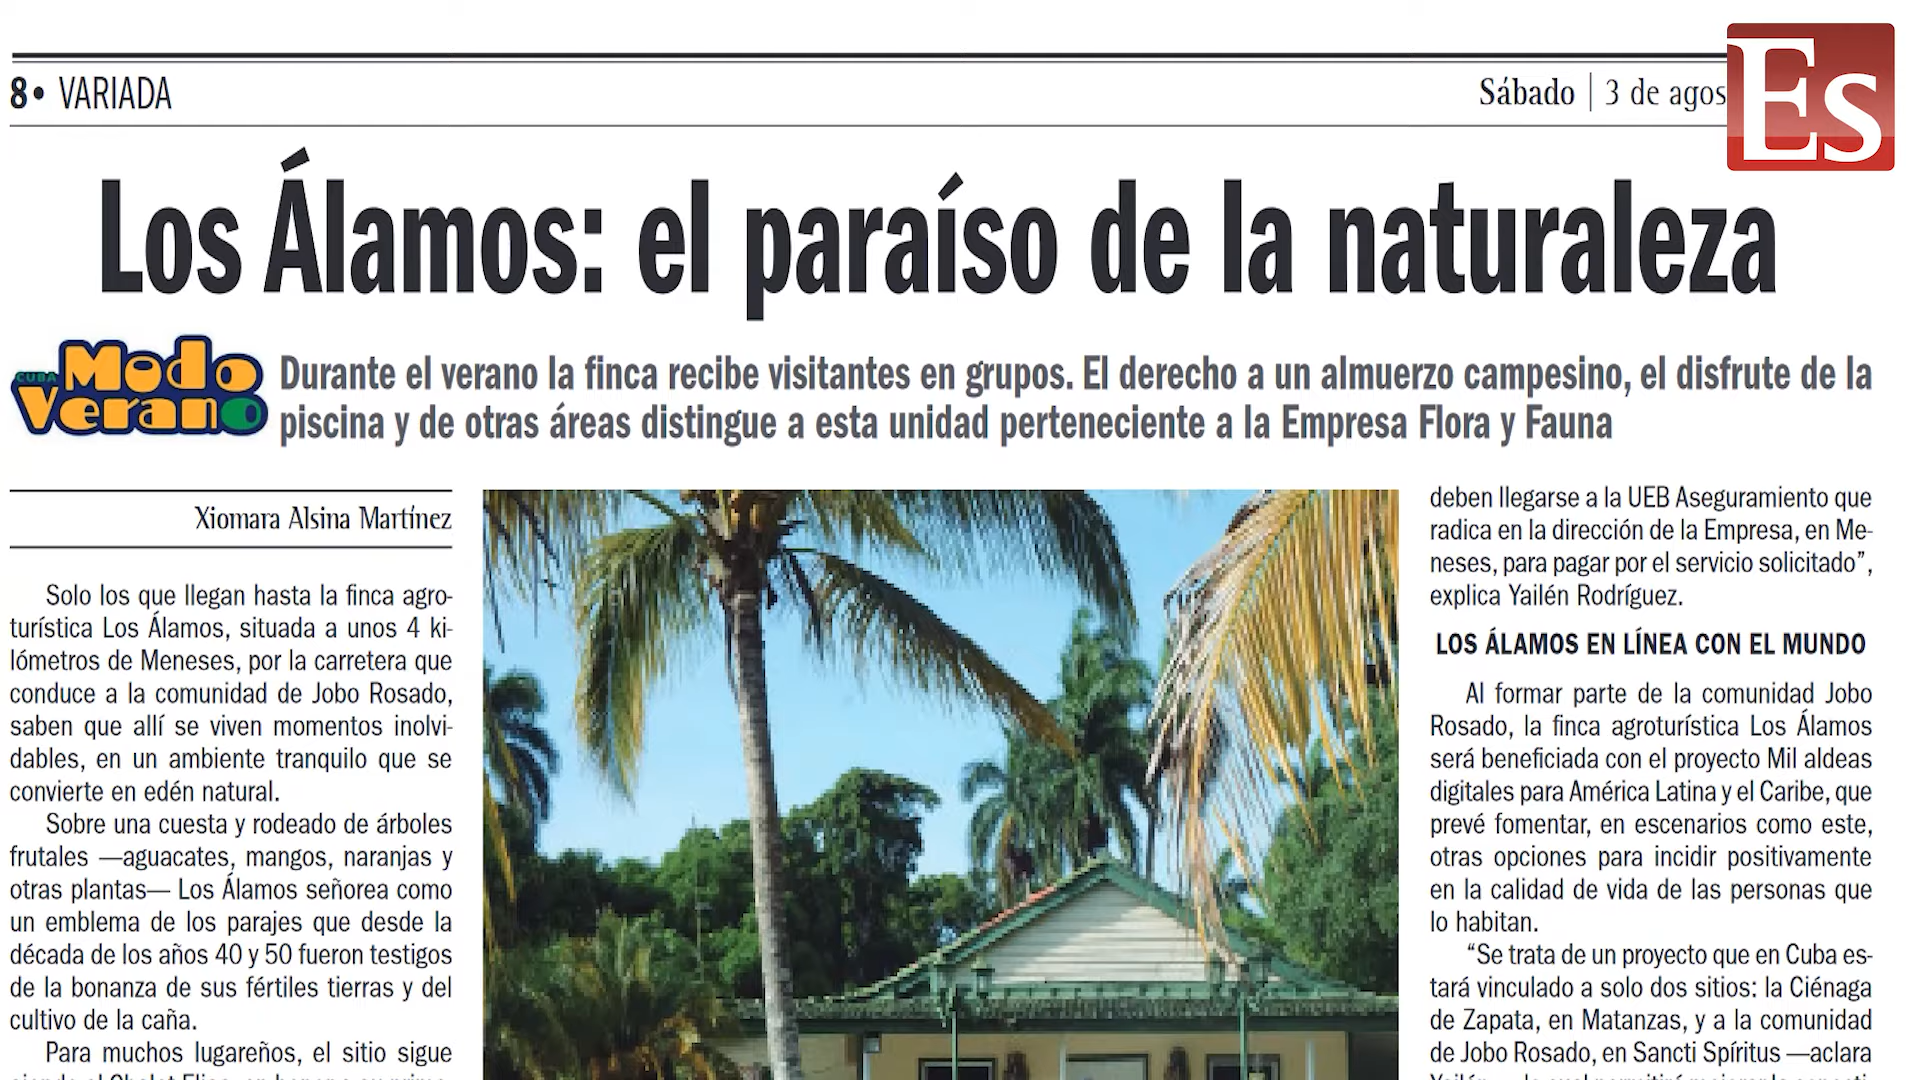 8• VARIADA
Sábado | 3 de agos
Es
Los Álamos: el paraíso de la naturaleza
CUBA
Modo
Verano
Durante el verano la finca recibe visitantes en grupos. El derecho a un almuerzo campesino, el disfrute de la
piscina y de otras áreas distingue a esta unidad perteneciente a la Empresa Flora y Fauna
Xiomara Alsina Martínez
Solo los que llegan hasta la finca agro-
turística Los Álamos, situada a unos 4 ki-
lómetros de Meneses, por la carretera que
conduce a la comunidad de Jobo Rosado,
saben que allí se viven momentos inolvi-
dables, en un ambiente tranquilo que se
convierte en edén natural.
Sobre una cuesta y rodeado de árboles
frutales —aguacates, mangos, naranjas y
otras plantas— Los Álamos señorea como
un emblema de los parajes que desde la
década de los años 40 y 50 fueron testigos
de la bonanza de sus fértiles tierras y del
cultivo de la caña.
Para muchos lugareños, el sitio sigue
deben llegarse a la UEB Aseguramiento que
radica en la dirección de la Empresa, en Me-
neses, para pagar por el servicio solicitado”,
explica Yailén Rodríguez.
LOS ÁLAMOS EN LÍNEA CON EL MUNDO
Al formar parte de la comunidad Jobo
Rosado, la finca agroturística Los Álamos
será beneficiada con el proyecto Mil aldeas
digitales para América Latina y el Caribe, que
prevé fomentar, en escenarios como este,
otras opciones para incidir positivamente
en la calidad de vida de las personas que
lo habitan.
“Se trata de un proyecto que en Cuba es-
tará vinculado a solo dos sitios: la Ciénaga
de Zapata, en Matanzas, y a la comunidad
de Jobo Rosado, en Sancti Spíritus —aclara